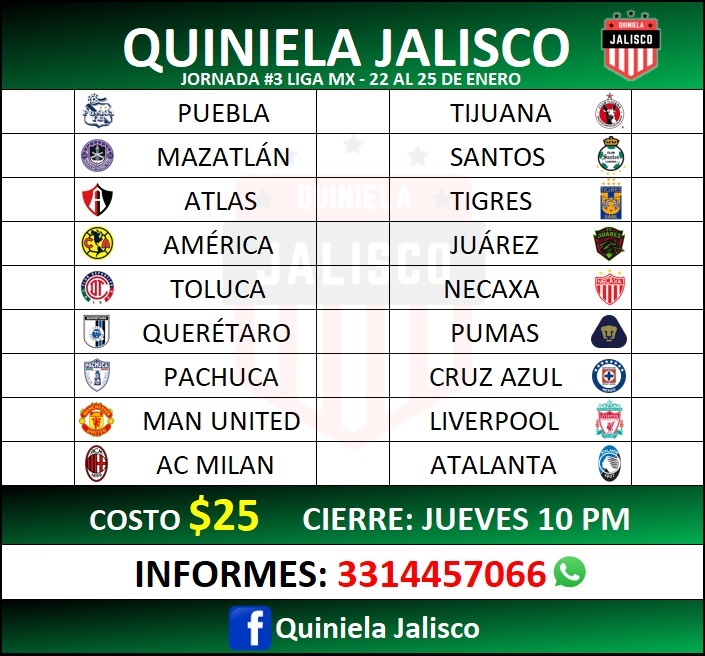 QUINIELA JALISCO
QUINIELA
JALISCO
JORNADA #3 LIGA MX - 22 AL 25 DE ENERO
PUEBLA TIJUANA
MAZATLÁN SANTOS
ATLAS TIGRES
AMÉRICA JUÁREZ
TOLUCA NECAXA
QUERÉTARO PUMAS
PACHUCA CRUZ AZUL
MAN UNITED LIVERPOOL
AC MILAN ATALANTA
QUINIELA
JALISCO
COSTO $25 CIERRE: JUEVES 10 PM
INFORMES: 3314457066
f Quiniela Jalisco